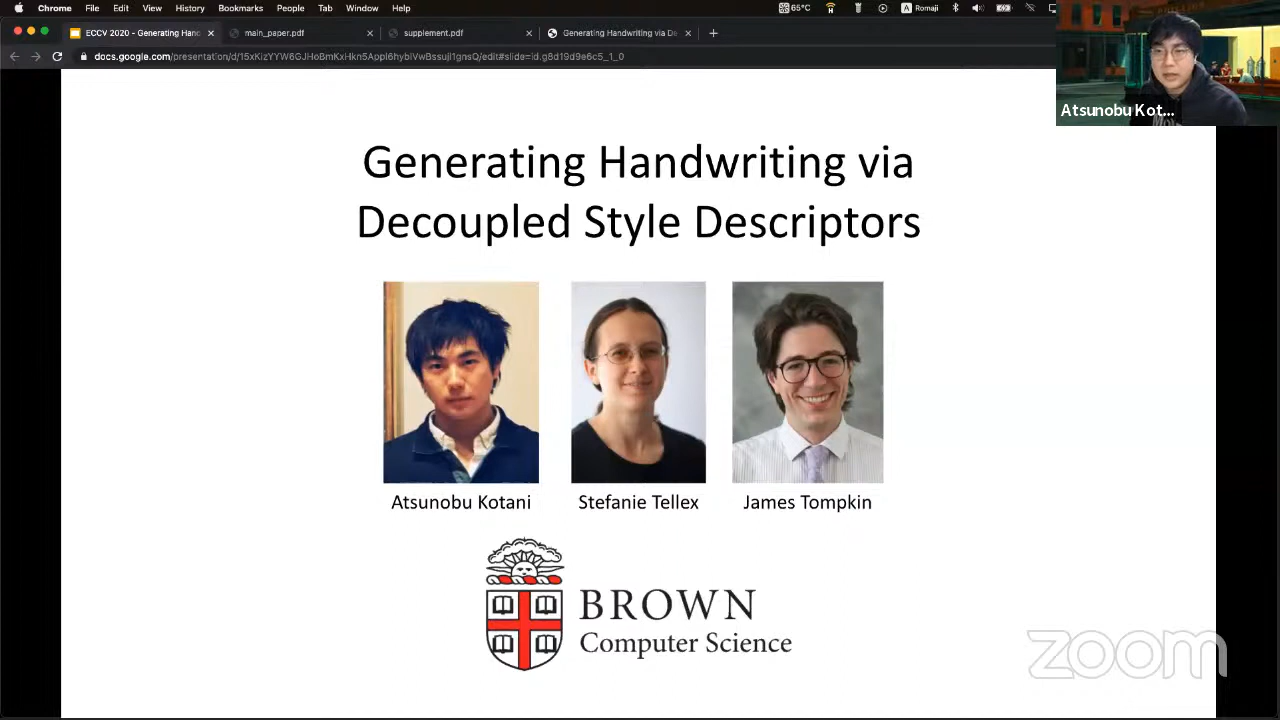 Chrome File Edit View History Bookmarks People Tab Window Help
65°C
A Romaji
ECCV 2020 - Generating Hand
main_paper.pdf
supplement.pdf
Generating Handwriting via De
Atsunobu Kot...
Generating Handwriting via
Decoupled Style Descriptors
Atsunobu Kotani
Stefanie Tellex
James Tompkin
BROWN
Computer Science
zoom